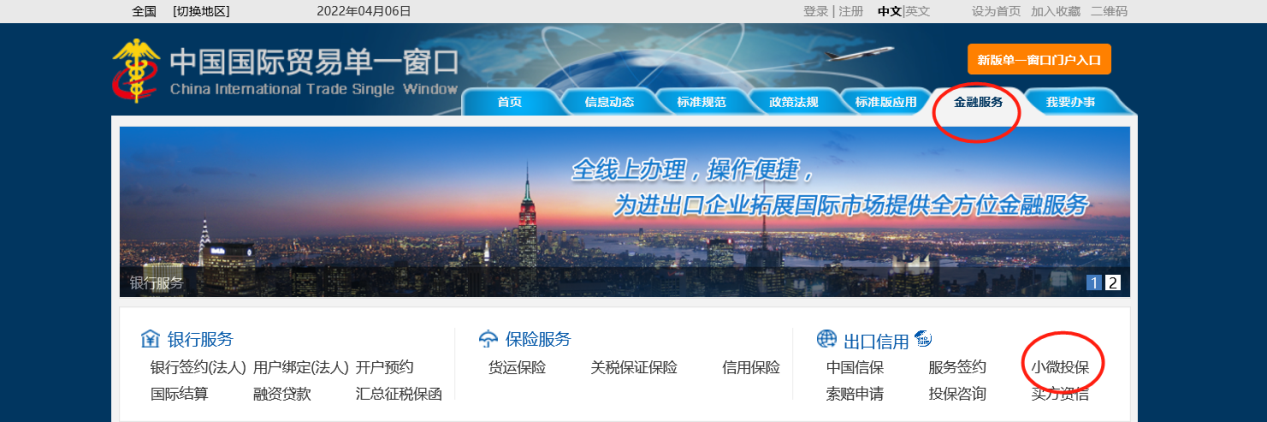 全国 [切换地区] 2022年04月06日 登录 | 注册 中文|英文 设为首页 加入收藏 二维码
中国国际贸易单一窗口
China International Trade Single Window
新版单一窗口门户入口
首页 信息动态 标准规范 政策法规 标准版应用 金融服务 我要办事
全线上办理，操作便捷，
为进出口企业拓展国际市场提供全方位金融服务
银行服务 1 2
银行服务 保险服务 出口信用
银行签约(法人) 用户绑定(法人) 开户预约 货运保险 关税保证保险 信用保险 中国信保 服务签约 小微投保
国际结算 融资贷款 汇总征税保函 索赔申请 投保咨询 买方资信